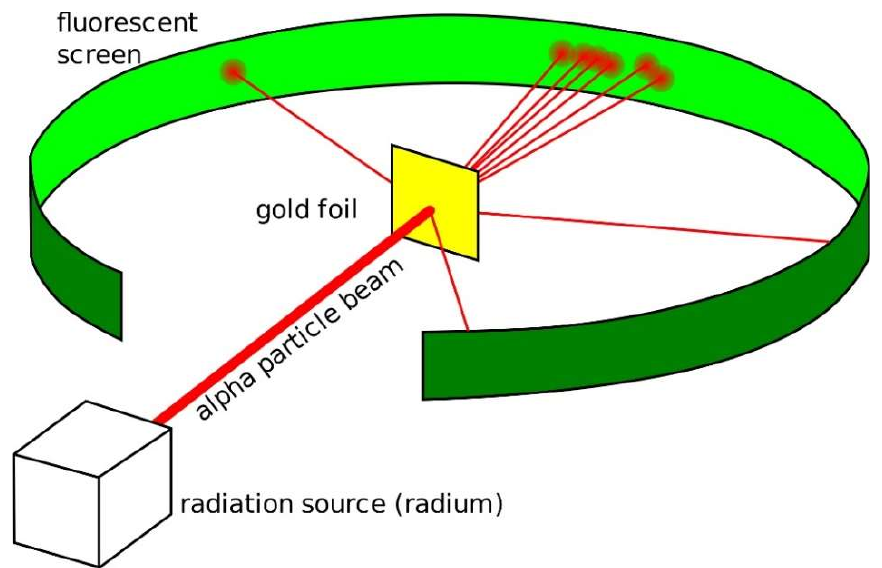 fluorescent
screen
gold foil
alpha particle beam
radiation source (radium)